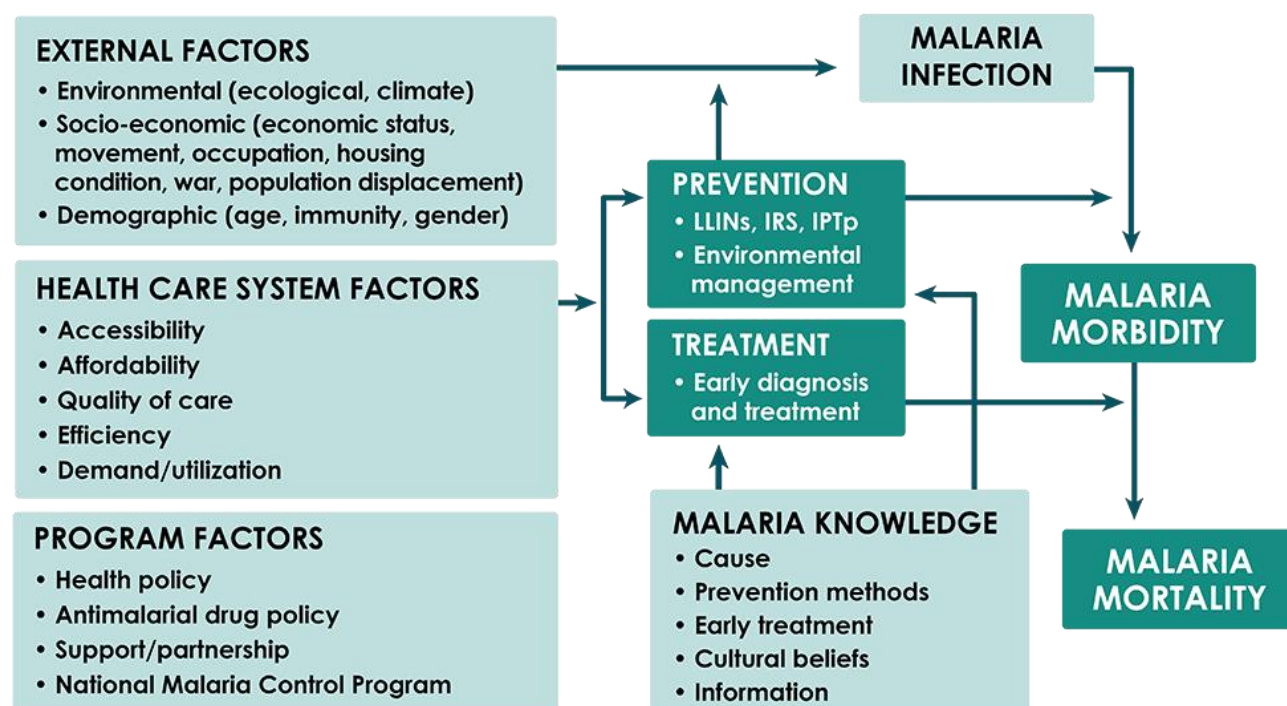 EXTERNAL FACTORS
• Environmental (ecological, climate)
• Socio-economic (economic status,
movement, occupation, housing
condition, war, population displacement)
• Demographic (age, immunity, gender)
HEALTH CARE SYSTEM FACTORS
• Accessibility
• Affordability
• Quality of care
• Efficiency
• Demand/utilization
PROGRAM FACTORS
• Health policy
• Antimalarial drug policy
• Support/partnership
• National Malaria Control Program
PREVENTION
• LLINs, IRS, IPTp
• Environmental
management
TREATMENT
• Early diagnosis
and treatment
MALARIA KNOWLEDGE
• Cause
• Prevention methods
• Early treatment
• Cultural beliefs
• Information
MALARIA
INFECTION
MALARIA
MORBIDITY
MALARIA
MORTALITY